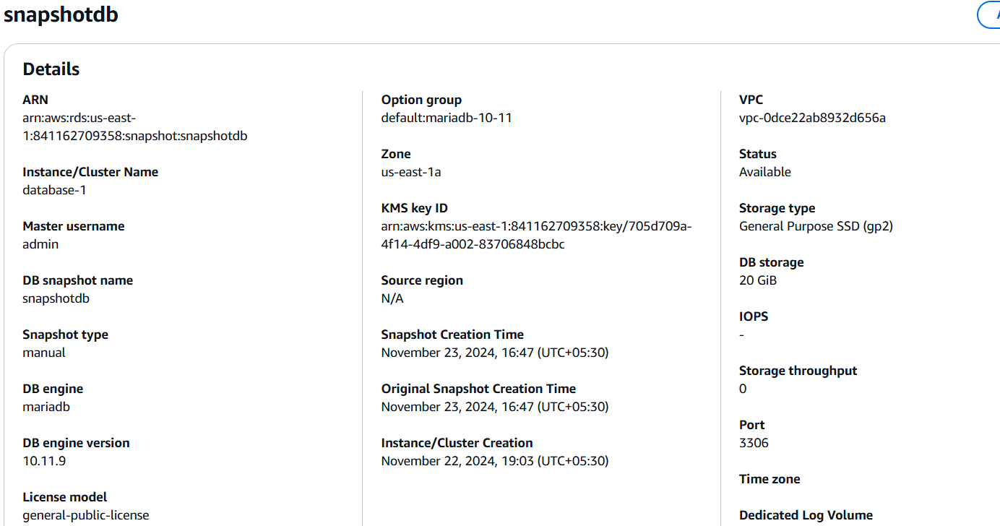 snapshotdb
Details
ARN
arn:aws:rds:us-east-
1:841162709358:snapshot:snapshotdb
Instance/Cluster Name
database-1
Master username
admin
DB snapshot name
snapshotdb
Snapshot type
manual
DB engine
mariadb
DB engine version
10.11.9
License model
general-public-license
Option group
default:mariadb-10-11
Zone
us-east-1a
KMS key ID
arn:aws:kms:us-east-1:841162709358:key/705d709a-
4f14-4df9-a002-83706848bcbc
Source region
N/A
Snapshot Creation Time
November 23, 2024, 16:47 (UTC+05:30)
Original Snapshot Creation Time
November 23, 2024, 16:47 (UTC+05:30)
Instance/Cluster Creation
November 22, 2024, 19:03 (UTC+05:30)
VPC
vpc-0dce22ab8932d656a
Status
Available
Storage type
General Purpose SSD (gp2)
DB storage
20 GiB
IOPS
-
Storage throughput
0
Port
3306
Time zone
Dedicated Log Volume